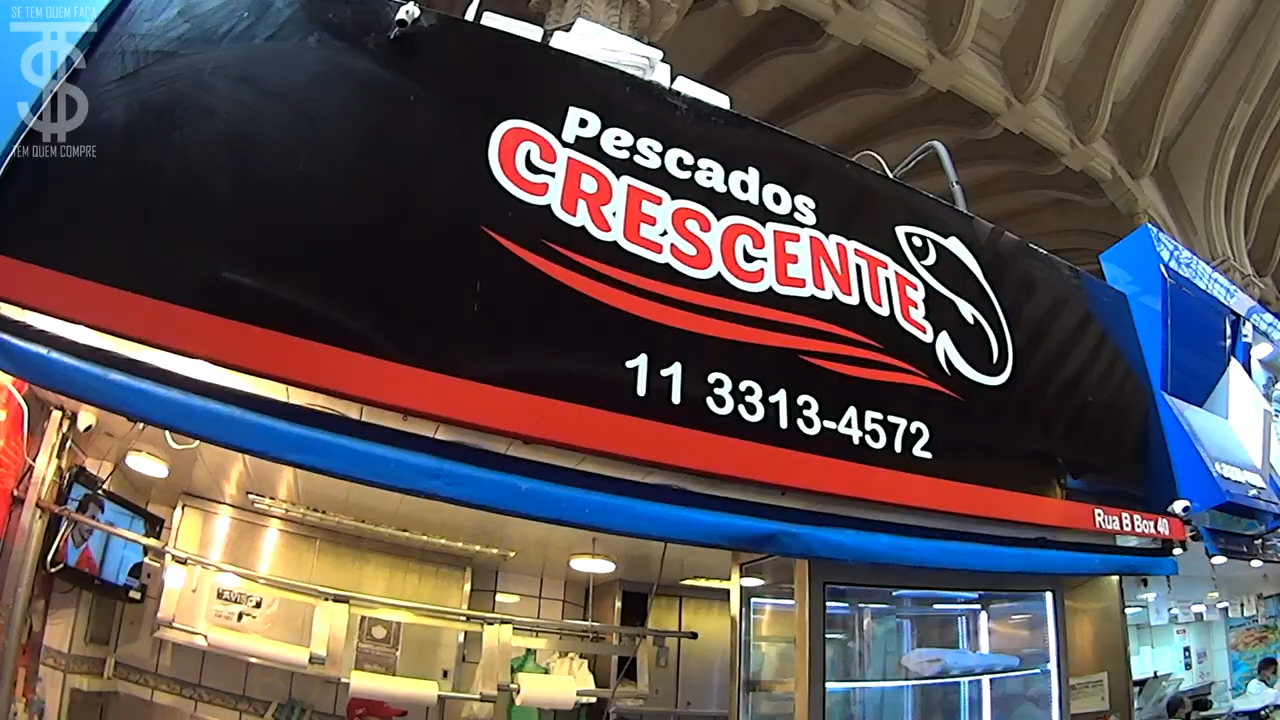 SE TEM QUEM FAÇA
TEM QUEM COMPRE
Pescados
CRESCENTE
11 3313-4572
Rua B Box 40
AVISO